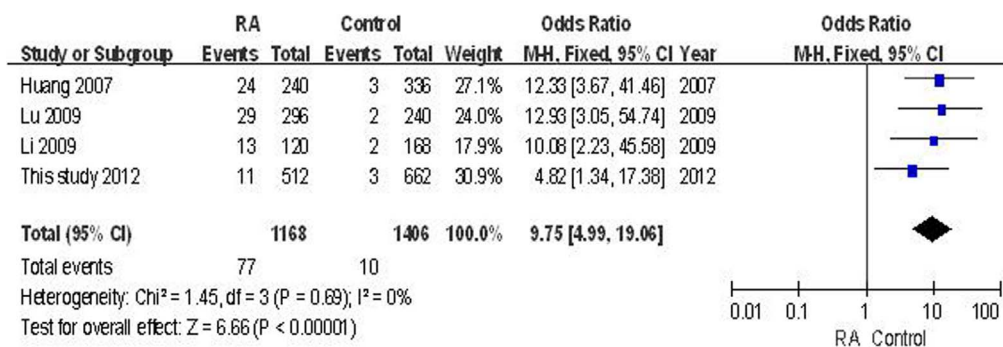 RA Control Odds Ratio Odds Ratio
Study or Subgroup Events Total Events Total Weight M-H, Fixed, 95% CI Year M-H, Fixed, 95% CI
Huang 2007 24 240 3 336 27.1% 12.33 [3.67, 41.46] 2007
Lu 2009 29 296 2 240 24.0% 12.93 [3.05, 54.74] 2009
Li 2009 13 120 2 168 17.9% 10.08 [2.23, 45.58] 2009
This study 2012 11 512 3 662 30.9% 4.82 [1.34, 17.38] 2012
Total (95% CI) 1168 1406 100.0% 9.75 [4.99, 19.06]
Total events 77 10
Heterogeneity: Chi² = 1.45, df = 3 (P = 0.69); I² = 0%
Test for overall effect: Z = 6.66 (P < 0.00001)
0.01 0.1 1 10 100
RA Control